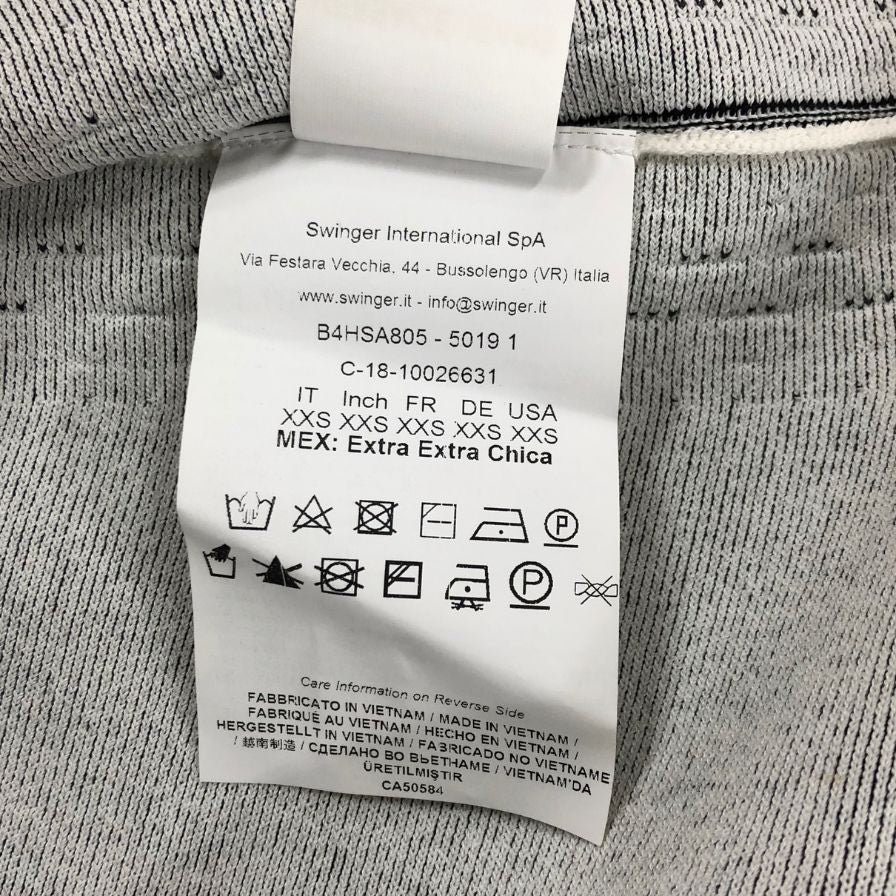 Swinger International SpA
Via Festara Vecchia, 44 - Bussolengo (VR) Italia
www.swinger.it - info@swinger.it
B4HSA805 - 5019 1
C-18-10026631
IT Inch FR DE USA
XXS XXS XXS XXS XXS
MEX: Extra Extra Chica
P
P
Care Information on Reverse Side
FABBRICATO IN VIETNAM / MADE IN VIETNAM /
FABRIQUÉ AU VIETNAM / HECHO EN VIETNAM /
HERGESTELLT IN VIETNAM / FABRICADO NO VIETNAME
/ 越南制造 / СДЕЛАНО ВО ВЬЕТНАМЕ / VIETNAM'DA
ÜRETILMIŞTIR
CA50584